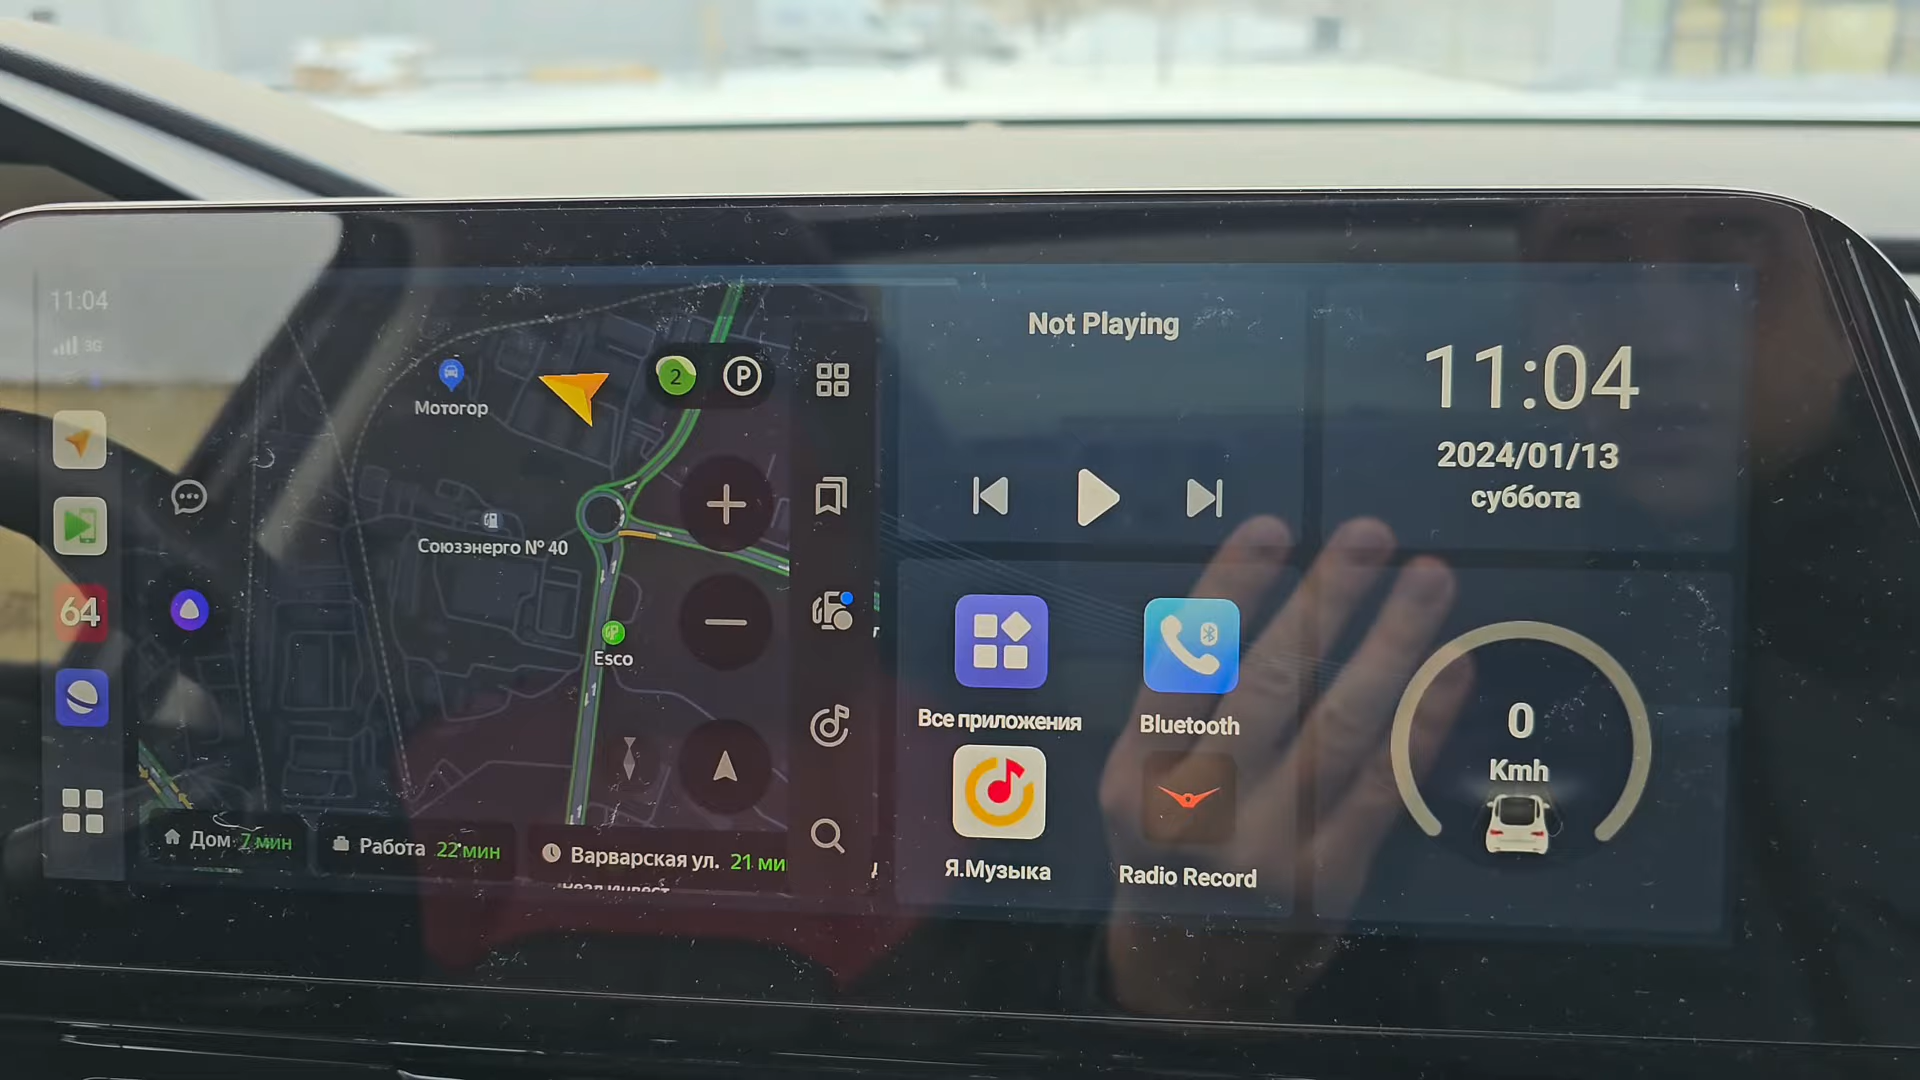 11:04
3G
64
Мотогор
2
P
Союзэнерго № 40
Esco
Дом 7 мин
Работа 22 мин
Варварская ул. 21 ми
Not Playing
11:04
2024/01/13
суббота
Все приложения
Bluetooth
Я.Музыка
Radio Record
0
Kmh